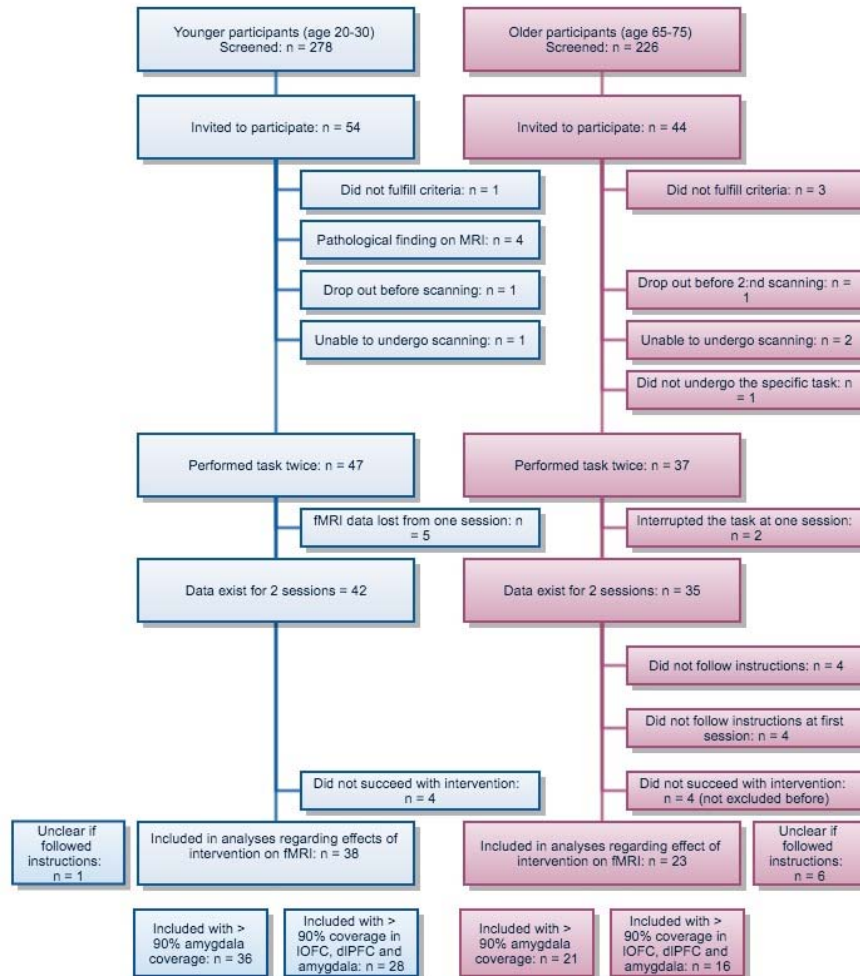 Younger participants (age 20-30)
Screened: n = 278
Older participants (age 65-75)
Screened: n = 226
Invited to participate: n = 54
Invited to participate: n = 44
Did not fulfill criteria: n = 1
Did not fulfill criteria: n = 3
Pathological finding on MRI: n = 4
Drop out before scanning: n = 1
Drop out before 2:nd scanning: n =
1
Unable to undergo scanning: n = 1
Unable to undergo scanning: n = 2
Did not undergo the specific task: n
= 1
Performed task twice: n = 47
Performed task twice: n = 37
fMRI data lost from one session: n
= 5
Interrupted the task at one session:
n = 2
Data exist for 2 sessions = 42
Data exist for 2 sessions: n = 35
Did not follow instructions: n = 4
Did not follow instructions at first
session: n = 4
Did not succeed with intervention:
n = 4
Did not succeed with intervention:
n = 4 (not excluded before)
Unclear if
followed
instructions:
n = 1
Included in analyses regarding effects of
intervention on fMRI: n = 38
Included in analyses regarding effect of
intervention on fMRI: n = 23
Unclear if
followed
instructions:
n = 6
Included with >
90% amygdala
coverage: n = 36
Included with >
90% coverage in
lOFC, dlPFC and
amygdala: n = 28
Included with >
90% amygdala
coverage: n = 21
Included with >
90% coverage in
lOFC, dlPFC and
amygdala: n = 16